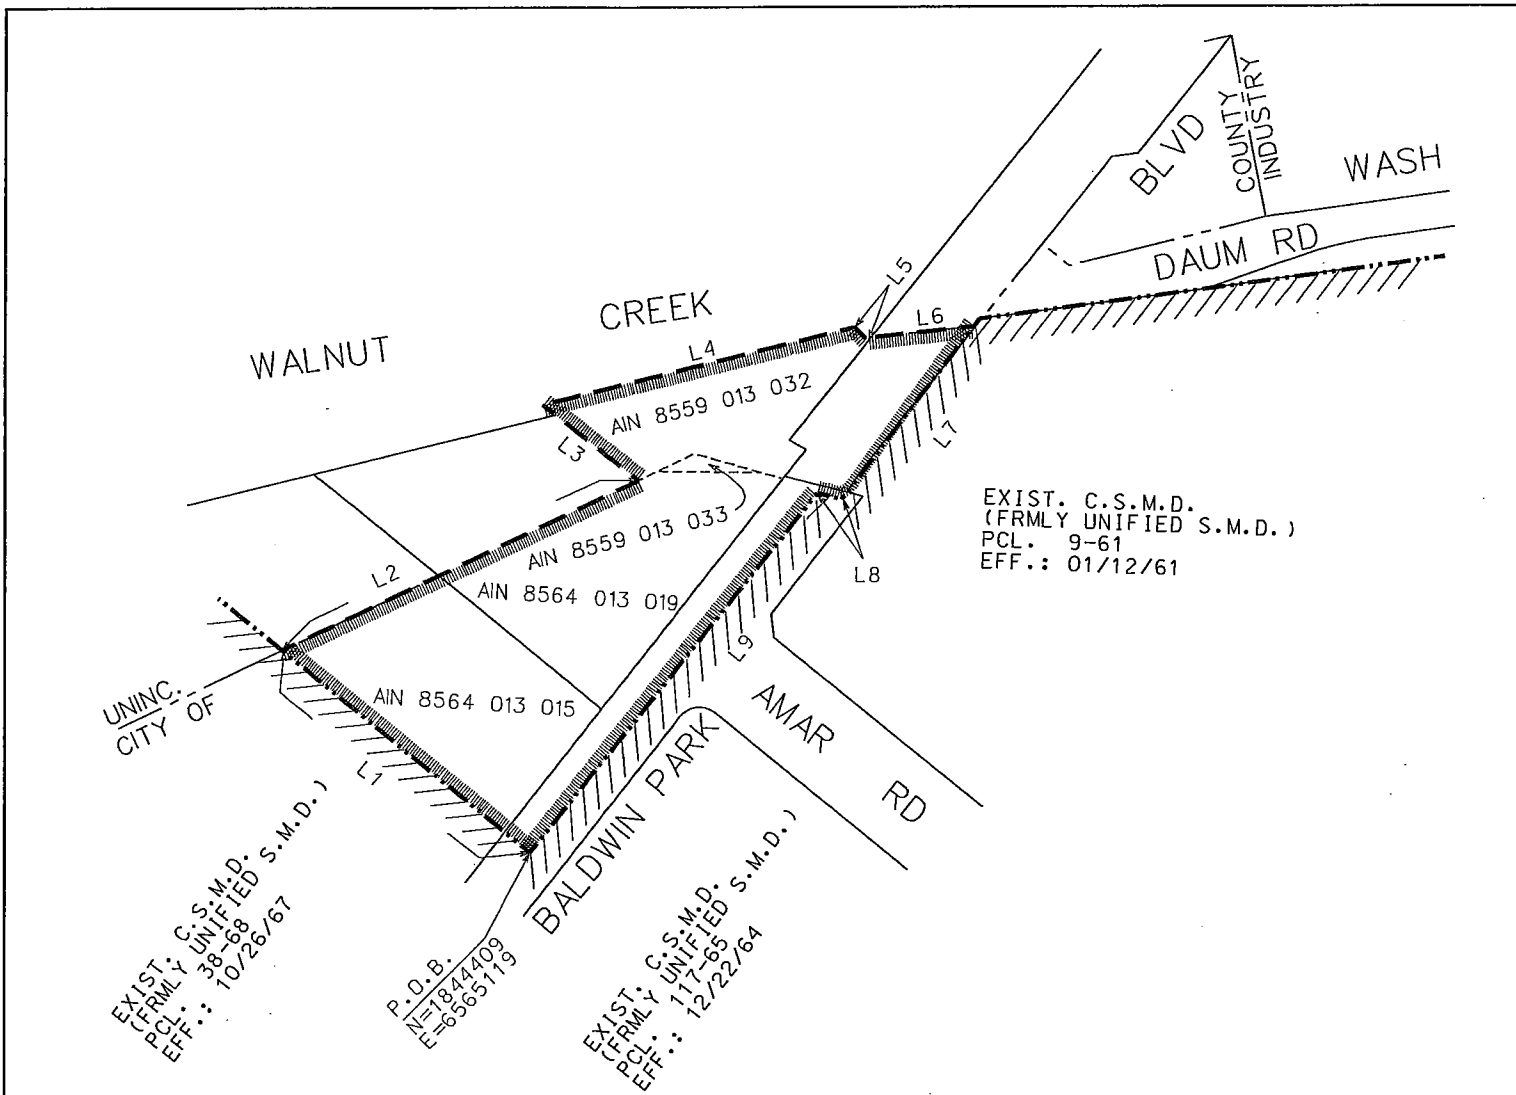 BLVD
COUNTY
INDUSTRY
WASH
DAUM RD
WALNUT
CREEK
L5
L6
L4
AIN 8559 013 032
L3
L7
AIN 8559 013 033
EXIST. C.S.M.D.
(FRMLY UNIFIED S.M.D.)
PCL. 9-61
EFF.: 01/12/61
L8
L2
AIN 8564 013 019
L9
UNINC.
CITY OF
AIN 8564 013 015
L1
AMAR
RD
BALDWIN PARK
EXIST. C.S.M.D.
(FRMLY UNIFIED S.M.D.)
PCL. 38-68
EFF.: 10/26/67
P.O.B.
N=1844409
E=6565119
EXIST. C.S.M.D.
(FRMLY UNIFIED S.M.D.)
PCL. 117-65
EFF.: 12/22/64